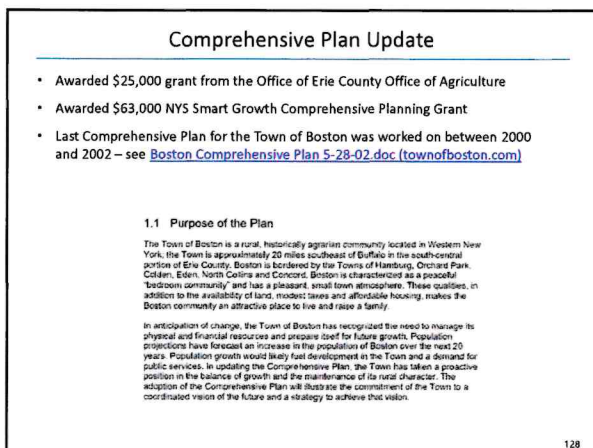 Comprehensive Plan Update
• Awarded $25,000 grant from the Office of Erie County Office of Agriculture
• Awarded $63,000 NYS Smart Growth Comprehensive Planning Grant
• Last Comprehensive Plan for the Town of Boston was worked on between 2000
and 2002 – see Boston Comprehensive Plan 5-28-02.doc (townofboston.com)
1.1 Purpose of the Plan
The Town of Boston is a rural, historically agrarian community located in Western New
York; the Town is approximately 20 miles southeast of Buffalo in the south-central
portion of Erie County. Boston is bordered by the Towns of Hamburg, Orchard Park,
Colden, Eden, North Collins and Concord. Boston is characterized as a peaceful
"bedroom community" and has a pleasant, small town atmosphere. These qualities, in
addition to the availability of land, modest taxes and affordable housing, makes the
Boston community an attractive place to live and raise a family.
In anticipation of change, the Town of Boston has recognized the need to manage its
physical and financial resources and prepare itself for future growth. Population
projections have forecast an increase in the population of Boston over the next 20
years. Population growth would likely fuel development in the Town and a demand for
public services. In updating the Comprehensive Plan, the Town has taken a proactive
position in the balance of growth and the maintenance of its rural character. The
adoption of the Comprehensive Plan will illustrate the commitment of the Town to a
coordinated vision of the future and a strategy to achieve that vision.
128